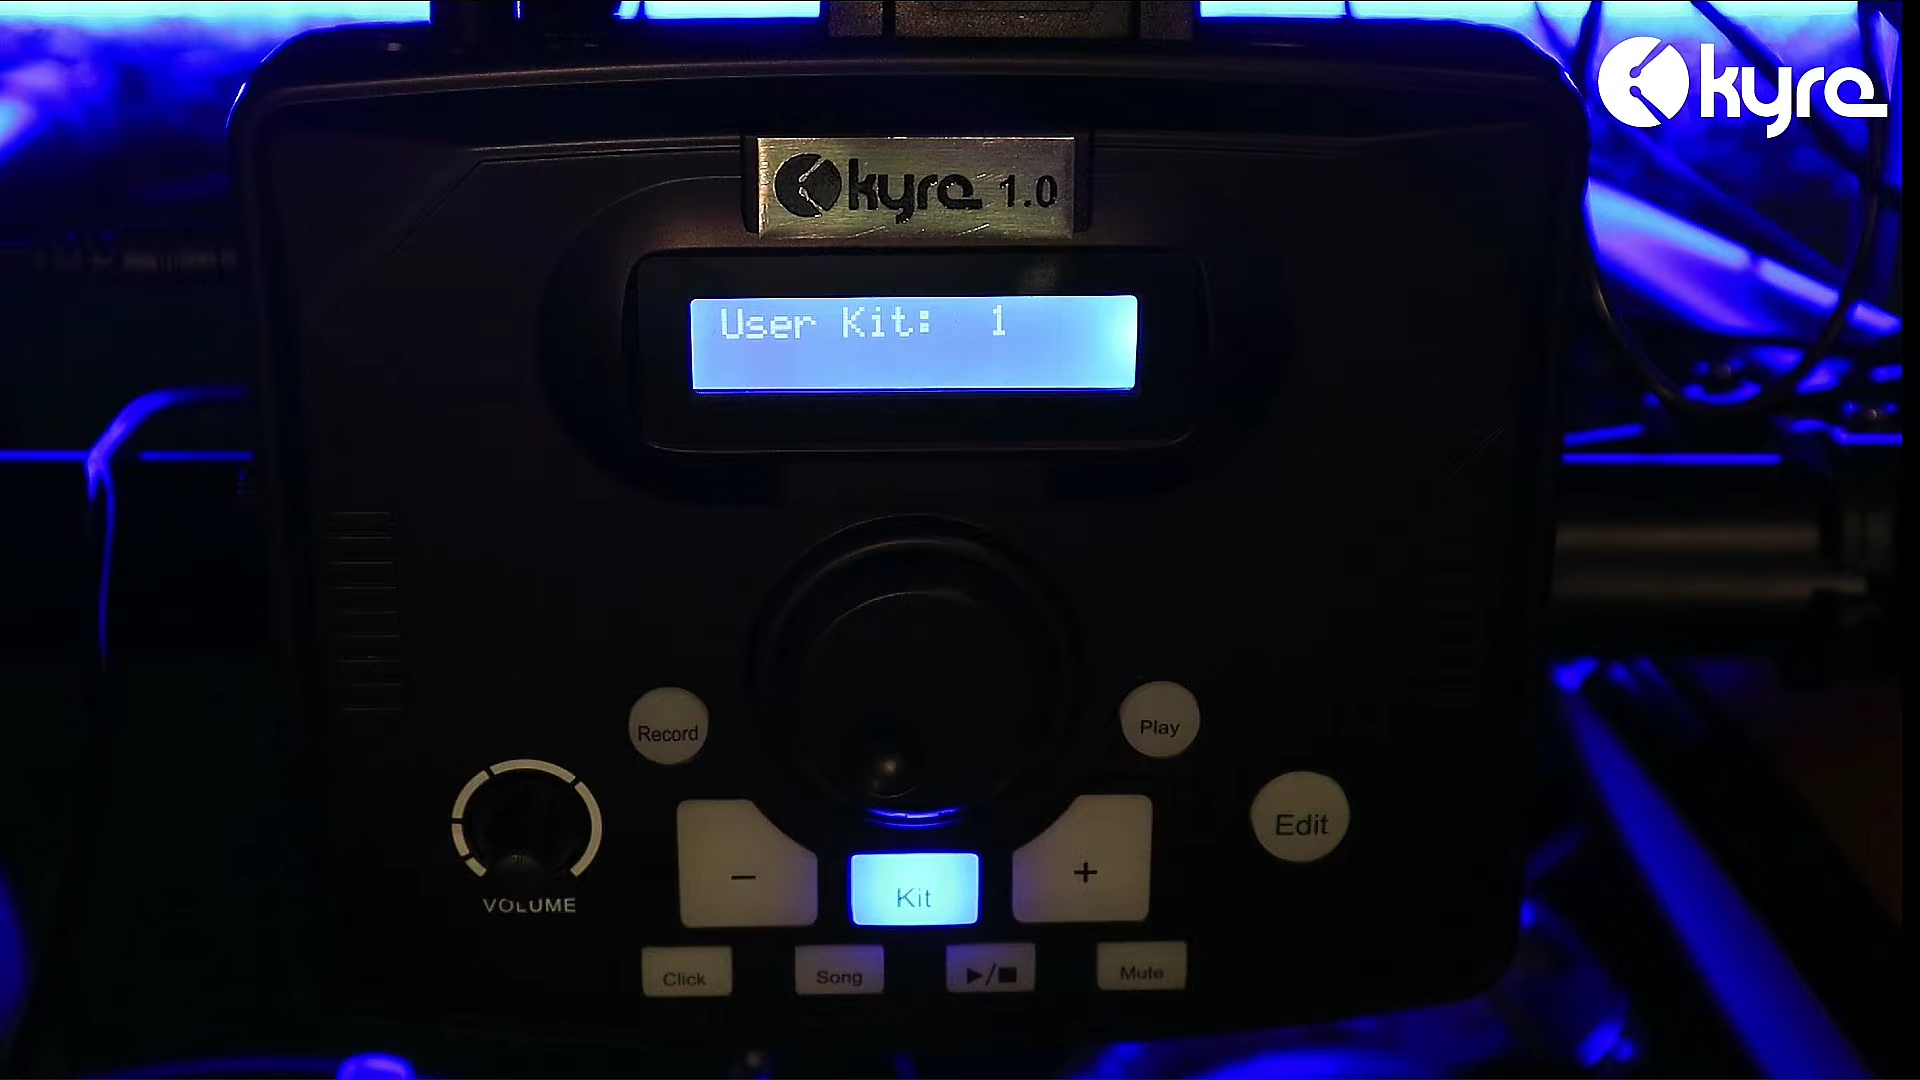 kyre
kyre 1.0
User Kit: 1
Record
Play
Edit
VOLUME
-
Kit
+
Click
Song
▶/■
Mute